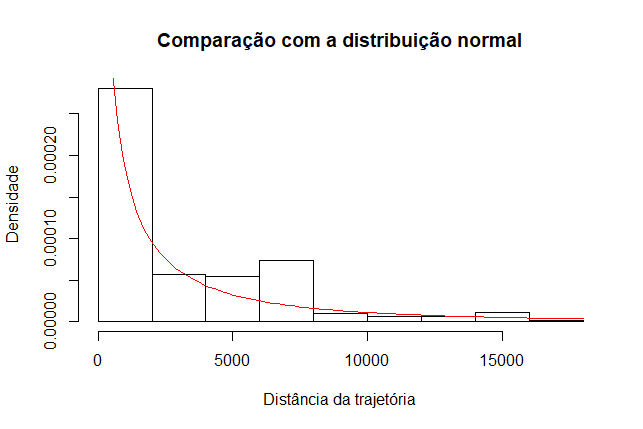 Comparação com a distribuição normal
Densidade
0.00020
0.00010
0.00000
0 5000 10000 15000
Distância da trajetória